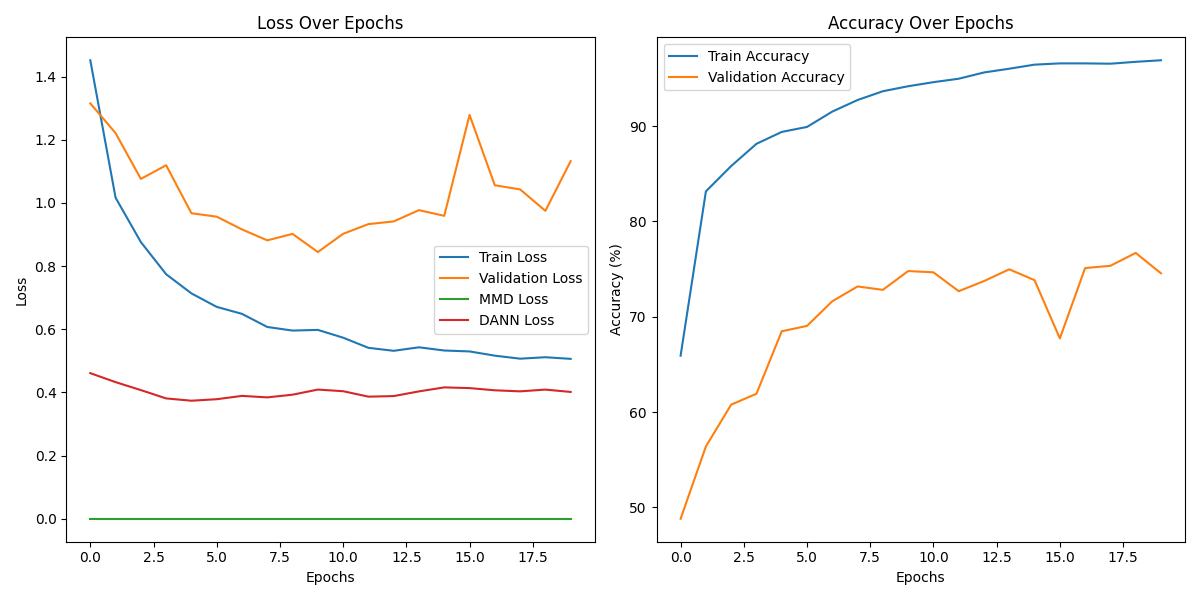 Loss Over Epochs
1.4
1.2
1.0
0.8
0.6
0.4
0.2
0.0
Loss
Train Loss
Validation Loss
MMD Loss
DANN Loss
0.0 2.5 5.0 7.5 10.0 12.5 15.0 17.5
Epochs
Accuracy Over Epochs
Train Accuracy
Validation Accuracy
90
80
70
60
50
Accuracy (%)
0.0 2.5 5.0 7.5 10.0 12.5 15.0 17.5
Epochs